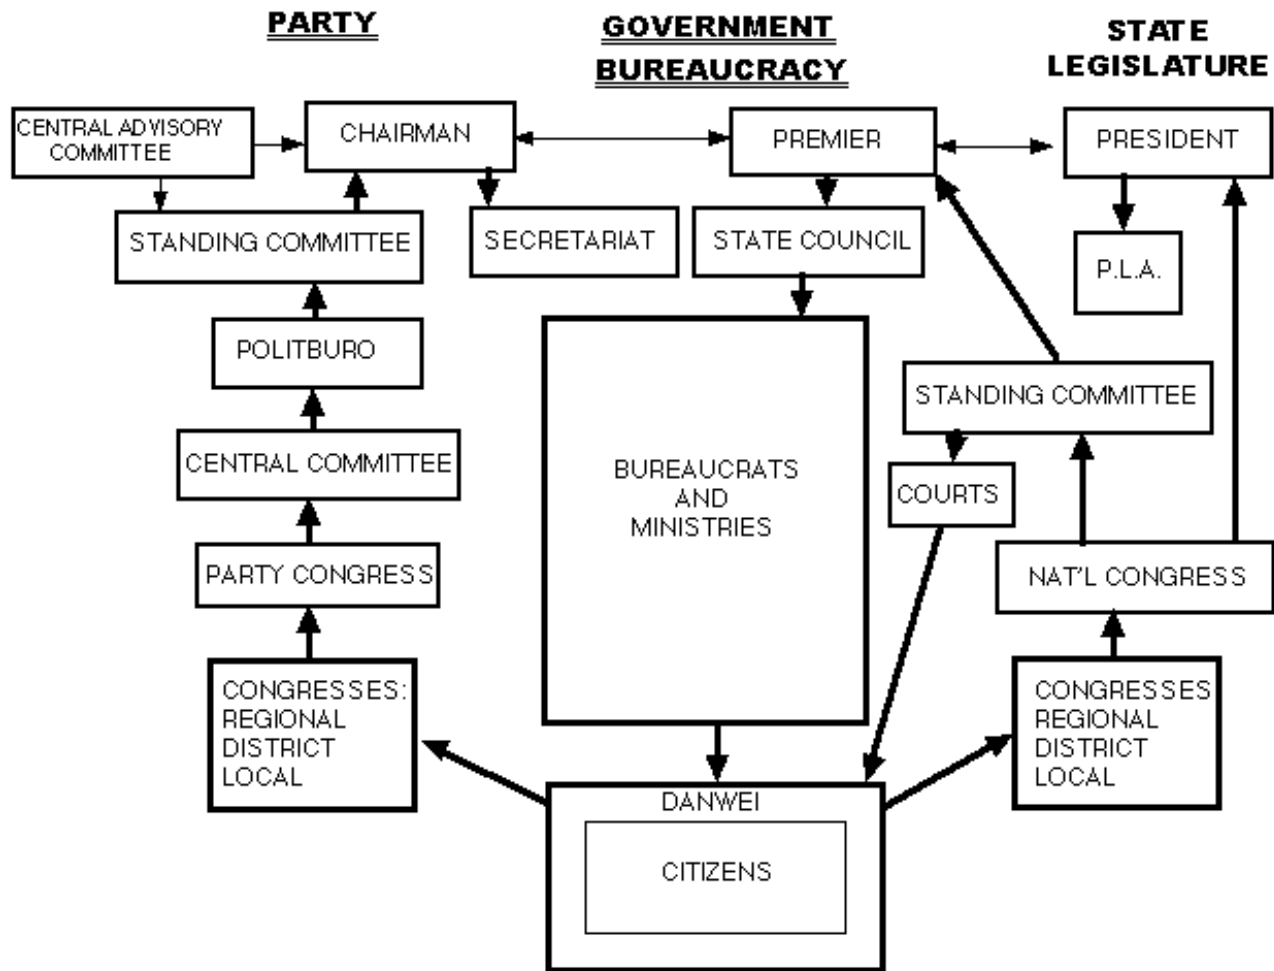 PARTY
GOVERNMENT
BUREAUCRACY
STATE
LEGISLATURE
CENTRAL ADVISORY
COMMITTEE
CHAIRMAN
PREMIER
PRESIDENT
STANDING COMMITTEE
SECRETARIAT
STATE COUNCIL
P.L.A.
POLITBURO
STANDING COMMITTEE
CENTRAL COMMITTEE
BUREAUCRATS
AND
MINISTRIES
COURTS
PARTY CONGRESS
NAT'L CONGRESS
CONGRESSES:
REGIONAL
DISTRICT
LOCAL
CONGRESSES
REGIONAL
DISTRICT
LOCAL
DANWEI
CITIZENS